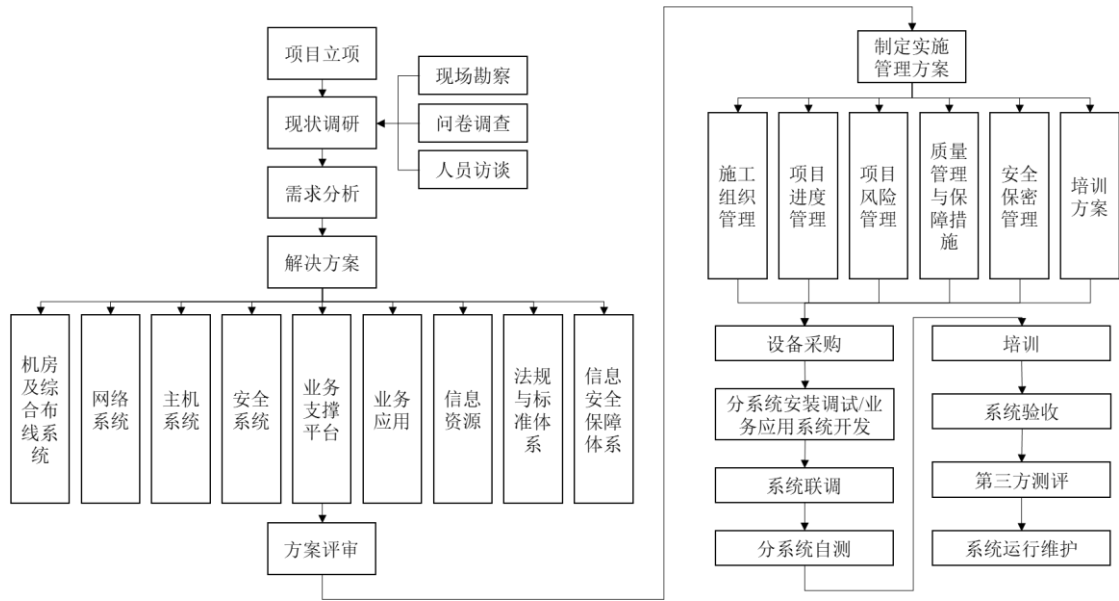 项目立项
现状调研
现场勘察
问卷调查
人员访谈
需求分析
解决方案
机房
及综
合布
线系
统
网络
系统
主机
系统
安全
系统
业务
支撑
平台
业务
应用
信息
资源
法规
与标
准体
系
信息
安全
保障
体系
方案评审
制定实施
管理方案
施工
组织
管理
项目
进度
管理
项目
风险
管理
质量
管理
与保
障措
施
安全
保密
管理
培训
方案
设备采购
分系统安装调试/业
务应用系统开发
系统联调
分系统自测
培训
系统验收
第三方测评
系统运行维护